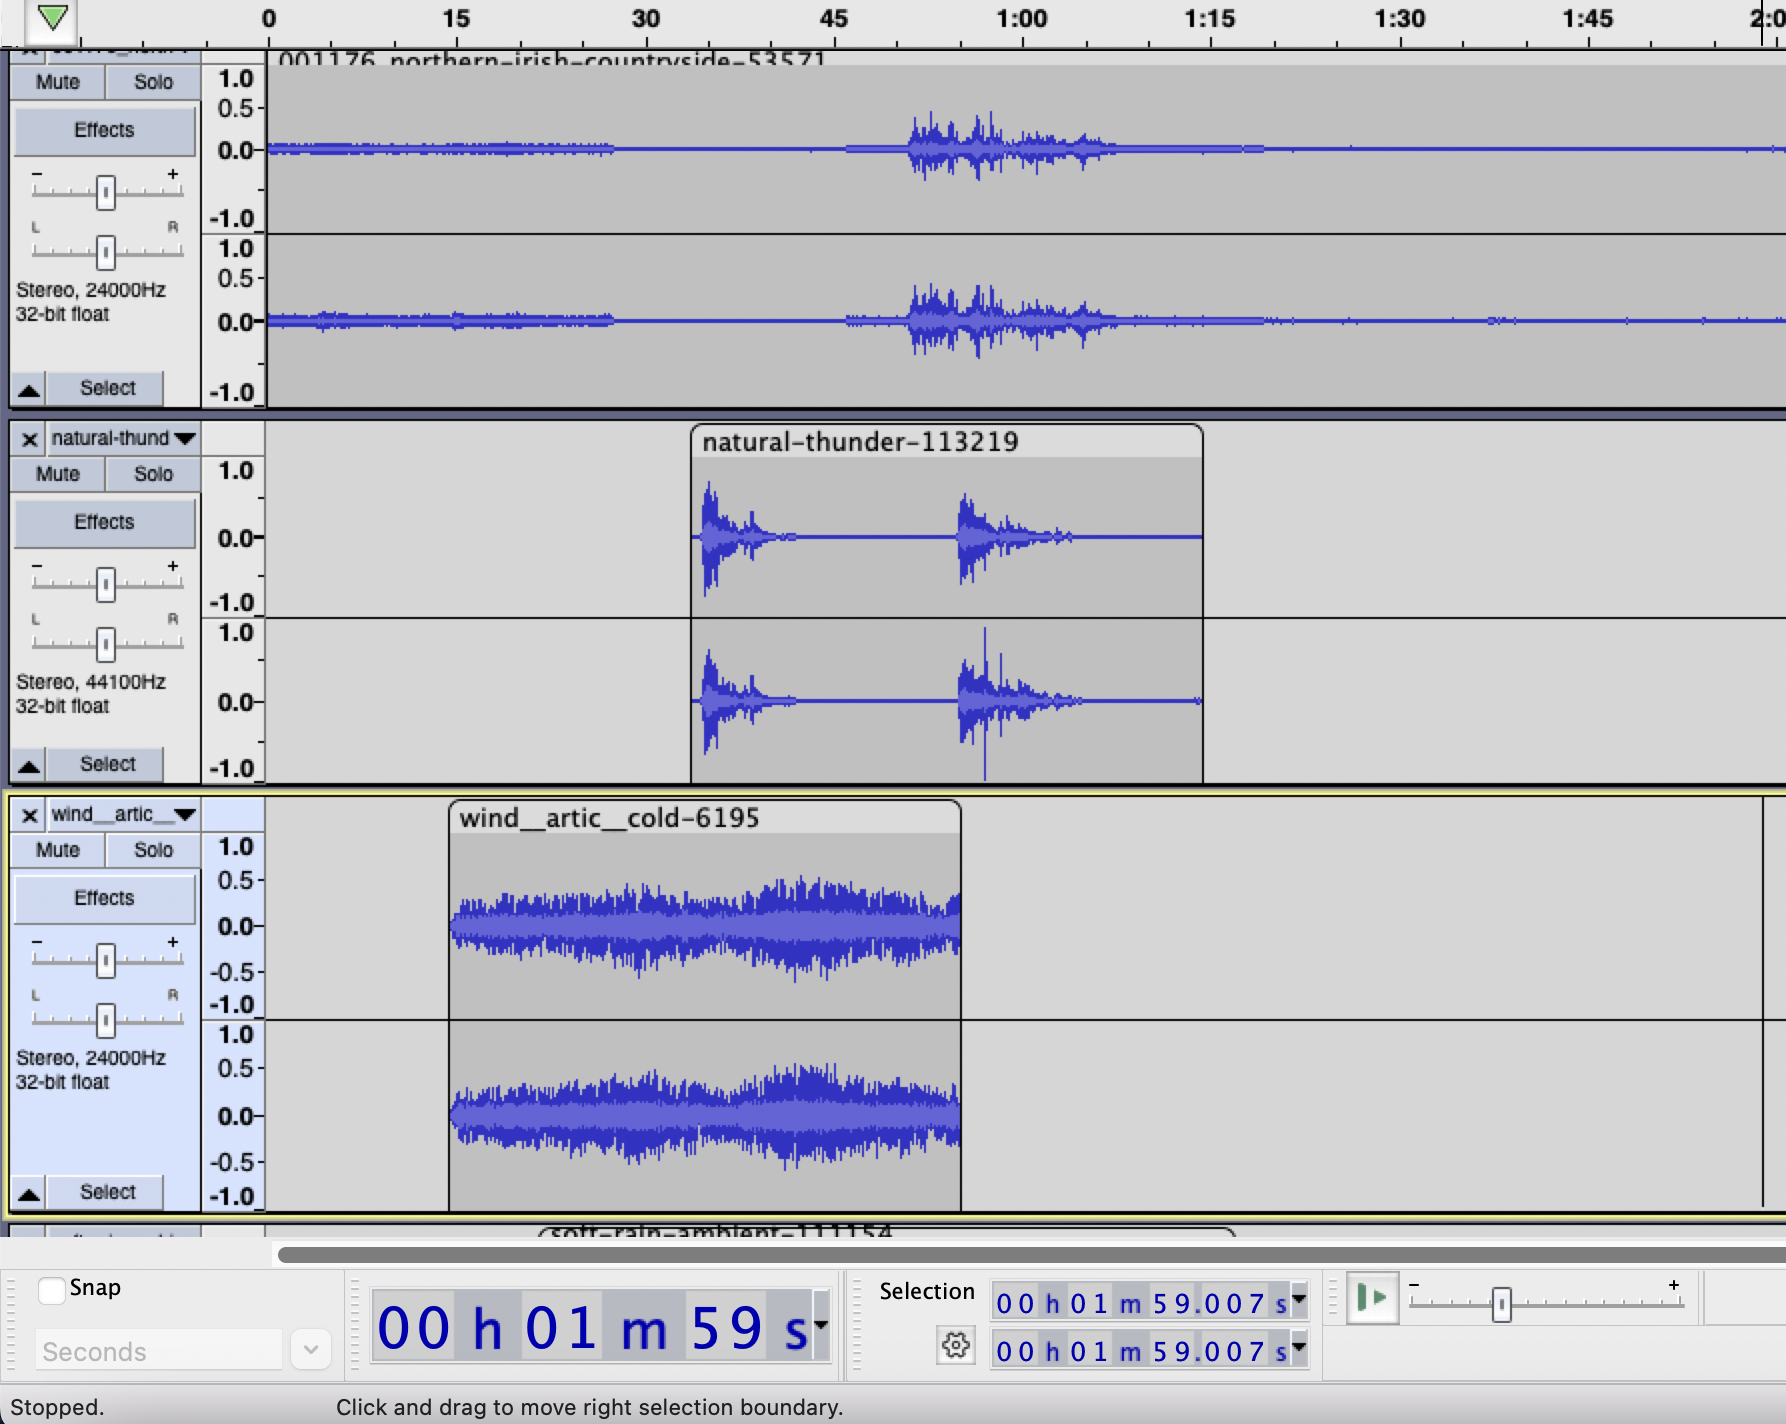 0 15 30 45 1:00 1:15 1:30 1:45
001176_northern-irish-countryside-53571
Mute Solo
Effects
- +
L R
Stereo, 24000Hz
32-bit float
Select
1.0
0.5
0.0
-1.0
1.0
0.5
0.0
-1.0
natural-thund
natural-thunder-113219
Mute Solo
Effects
- +
L R
Stereo, 44100Hz
32-bit float
Select
1.0
0.0
-1.0
1.0
0.0
-1.0
wind__artic__
wind__artic__cold-6195
Mute Solo
Effects
- +
L R
Stereo, 24000Hz
32-bit float
Select
1.0
0.5
0.0
-0.5
-1.0
1.0
0.5
0.0
-0.5
-1.0
soft-rain-ambient-111154
Snap
Seconds
00 h 01 m 59 s
Selection
00 h 01 m 59.007 s
00 h 01 m 59.007 s
- +
Stopped.
Click and drag to move right selection boundary.